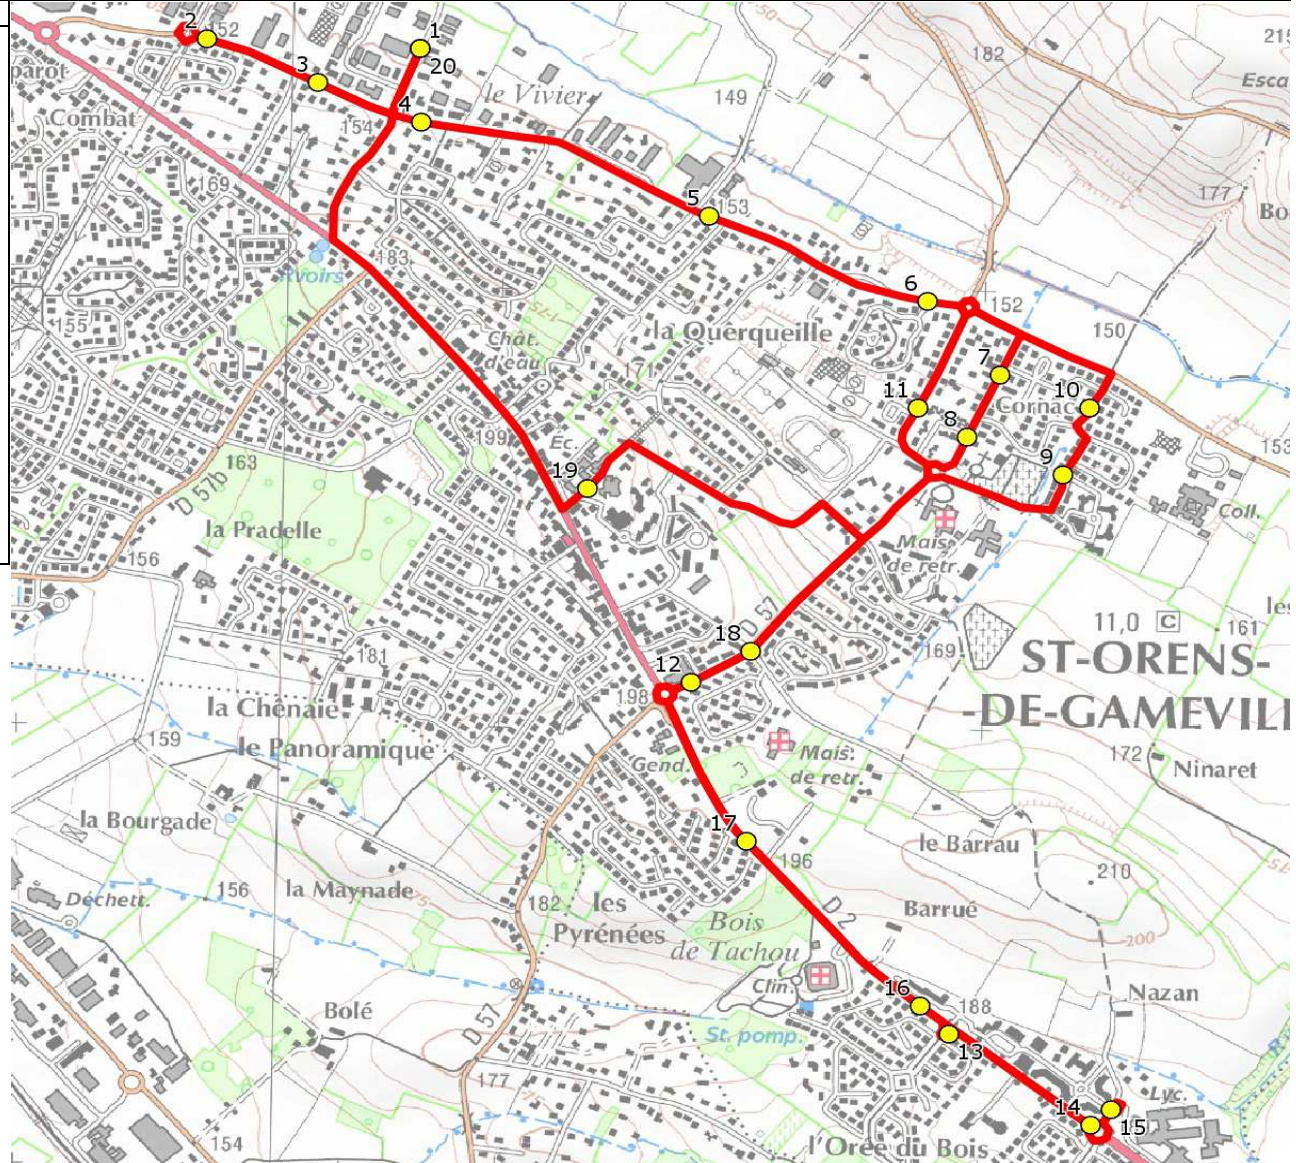 2
152
1
20
215
182
3
4
le Vivier
149
Esca
parot
Combat
154
169
177
Bo
5
153
183
Rvoirs
6
152
155
la Querqueille
150
Chât.
d'eau
171
175
7
11
10
Cornac
8
199
Ec.
153
163
19
9
D 57b
Coll.
la Pradelle
156
Mais.
de retr.
les
11,0 C
161
18
D 57
169
ST-ORENS-
181
12
198
-DE-GAMEVILL
la Chênaie
159
le Panoramique
Gend.
Mais.
de retr.
172
Ninaret
la Bourgade
17
196
le Barrau
75
210
Déchett.
156
la Maynade
182
les
Pyrénées
D 2
Bois
de Tachou
Barrué
200
Clin.
16
188
Nazan
Bolé
D 57
St. pomp.
13
177
14
15
Lyc.
154
l'Orée du Bois